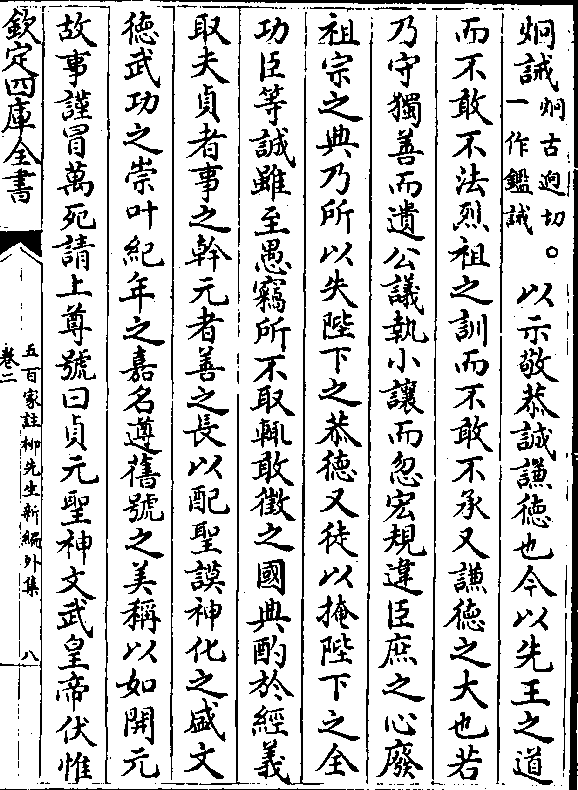 炯誡炯古迥切一作鑑誡。以示敬恭誠謙德也今以先王之道
而不敢不法烈祖之訓而不敢不承又謙德之大也若
乃守獨善而遺公議執小讓而忽宏規違臣庶之心廢
祖宗之典乃所以失陛下之恭德又徒以掩陛下之全
功臣等誠雖至愚竊所不取輒敢徵之國典酌於經義
取夫貞者事之幹元者善之長以配聖謨神化之盛文
德武功之崇叶紀年之嘉名遵舊號之美稱以如開元
故事謹冒萬死請上尊號曰貞元聖神文武皇帝伏惟
欽定四庫全書
五百家註柳先生新編外集
卷二
八